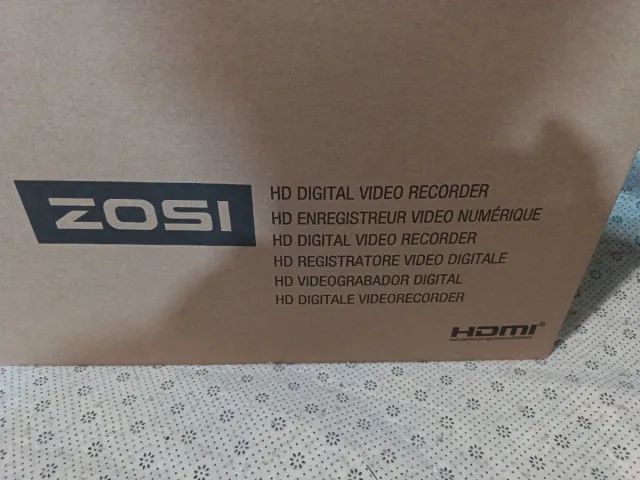 ZOSI
HD DIGITAL VIDEO RECORDER
HD ENREGISTREUR VIDEO NUMÉRIQUE
HD DIGITAL VIDEO RECORDER
HD REGISTRATORE VIDEO DIGITALE
HD VIDEOGRABADOR DIGITAL
HD DIGITALE VIDEORECORDER
HDMI